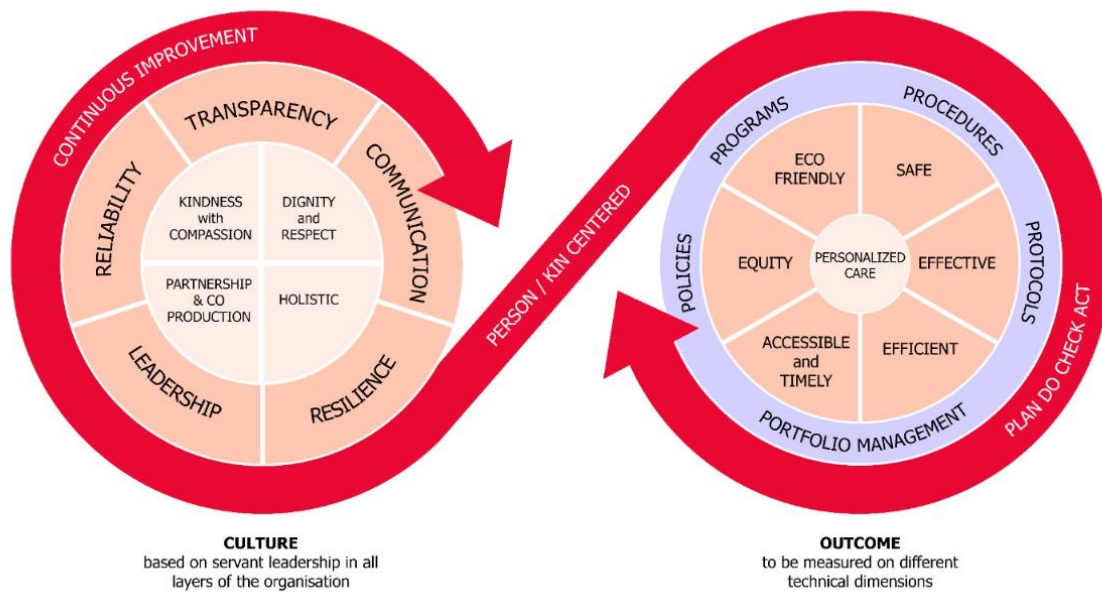 CONTINUOUS IMPROVEMENT
TRANSPARENCY
COMMUNICATION
RELIABILITY
LEADERSHIP
RESILIENCE
KINDNESS
with
COMPASSION
DIGNITY
and
RESPECT
PARTNERSHIP
& CO
PRODUCTION
HOLISTIC
PERSON / KIN CENTERED
PROGRAMS
PROCEDURES
POLICIES
PROTOCOLS
PORTFOLIO MANAGEMENT
ECO
FRIENDLY
SAFE
EQUITY
PERSONALIZED
CARE
EFFECTIVE
ACCESSIBLE
and
TIMELY
EFFICIENT
PLAN DO CHECK ACT
CULTURE
based on servant leadership in all
layers of the organisation
OUTCOME
to be measured on different
technical dimensions